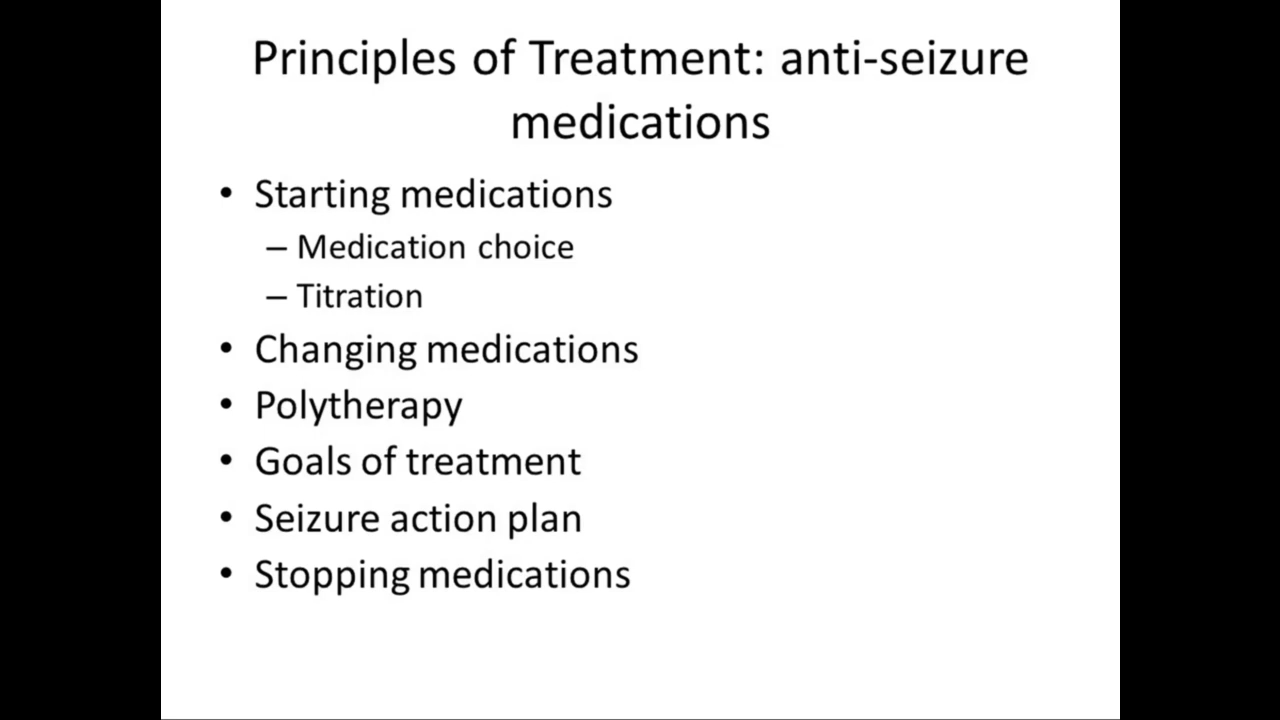 Principles of Treatment: anti-seizure
medications
• Starting medications
– Medication choice
– Titration
• Changing medications
• Polytherapy
• Goals of treatment
• Seizure action plan
• Stopping medications